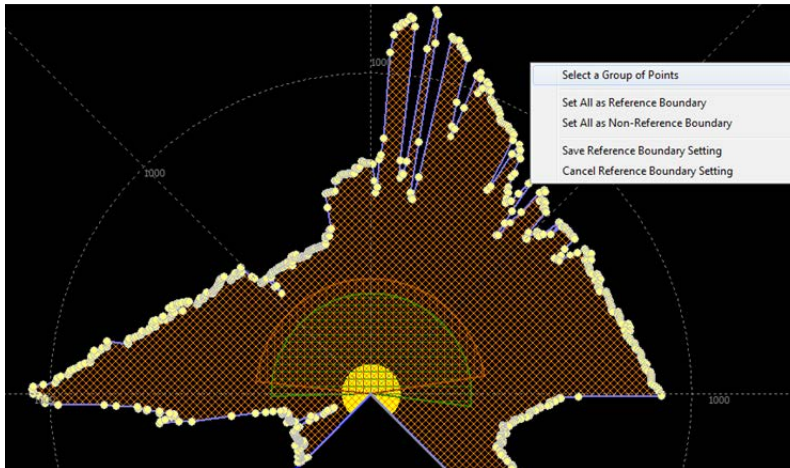 1000
Select a Group of Points
Set All as Reference Boundary
Set All as Non-Reference Boundary
Save Reference Boundary Setting
Cancel Reference Boundary Setting
1000
1000